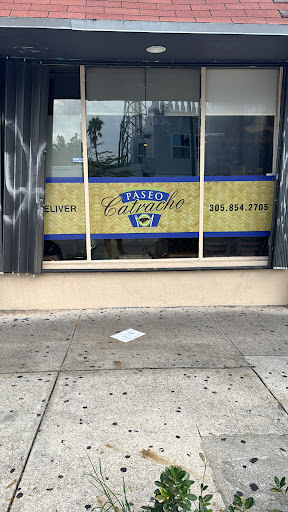 ELIVER
PASEO
Catracho
305.854.2705